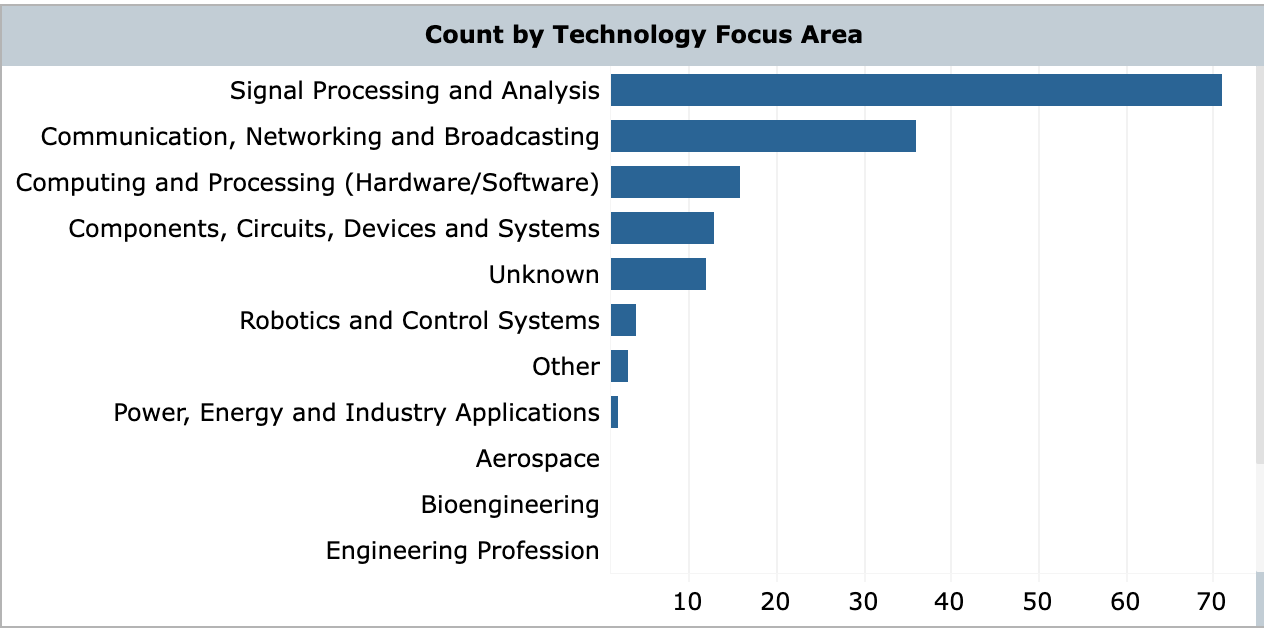 Count by Technology Focus Area
Signal Processing and Analysis
Communication, Networking and Broadcasting
Computing and Processing (Hardware/Software)
Components, Circuits, Devices and Systems
Unknown
Robotics and Control Systems
Other
Power, Energy and Industry Applications
Aerospace
Bioengineering
Engineering Profession
10 20 30 40 50 60 70